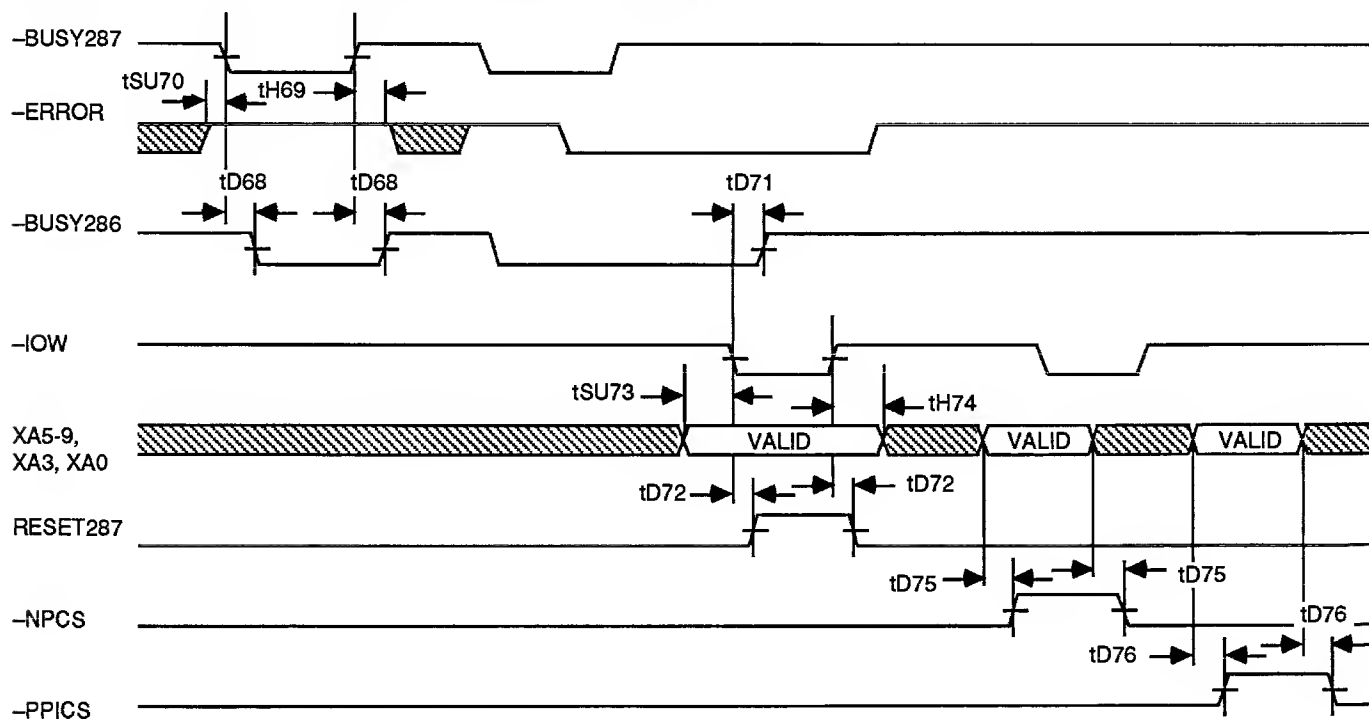 –BUSY287
tSU70
tH69
–ERROR
tD68
tD68
tD71
–BUSY286
–IOW
tSU73
tH74
XA5-9,
XA3, XA0
VALID
VALID
VALID
tD72
tD72
RESET287
tD75
tD75
–NPCS
tD76
tD76
–PPICS